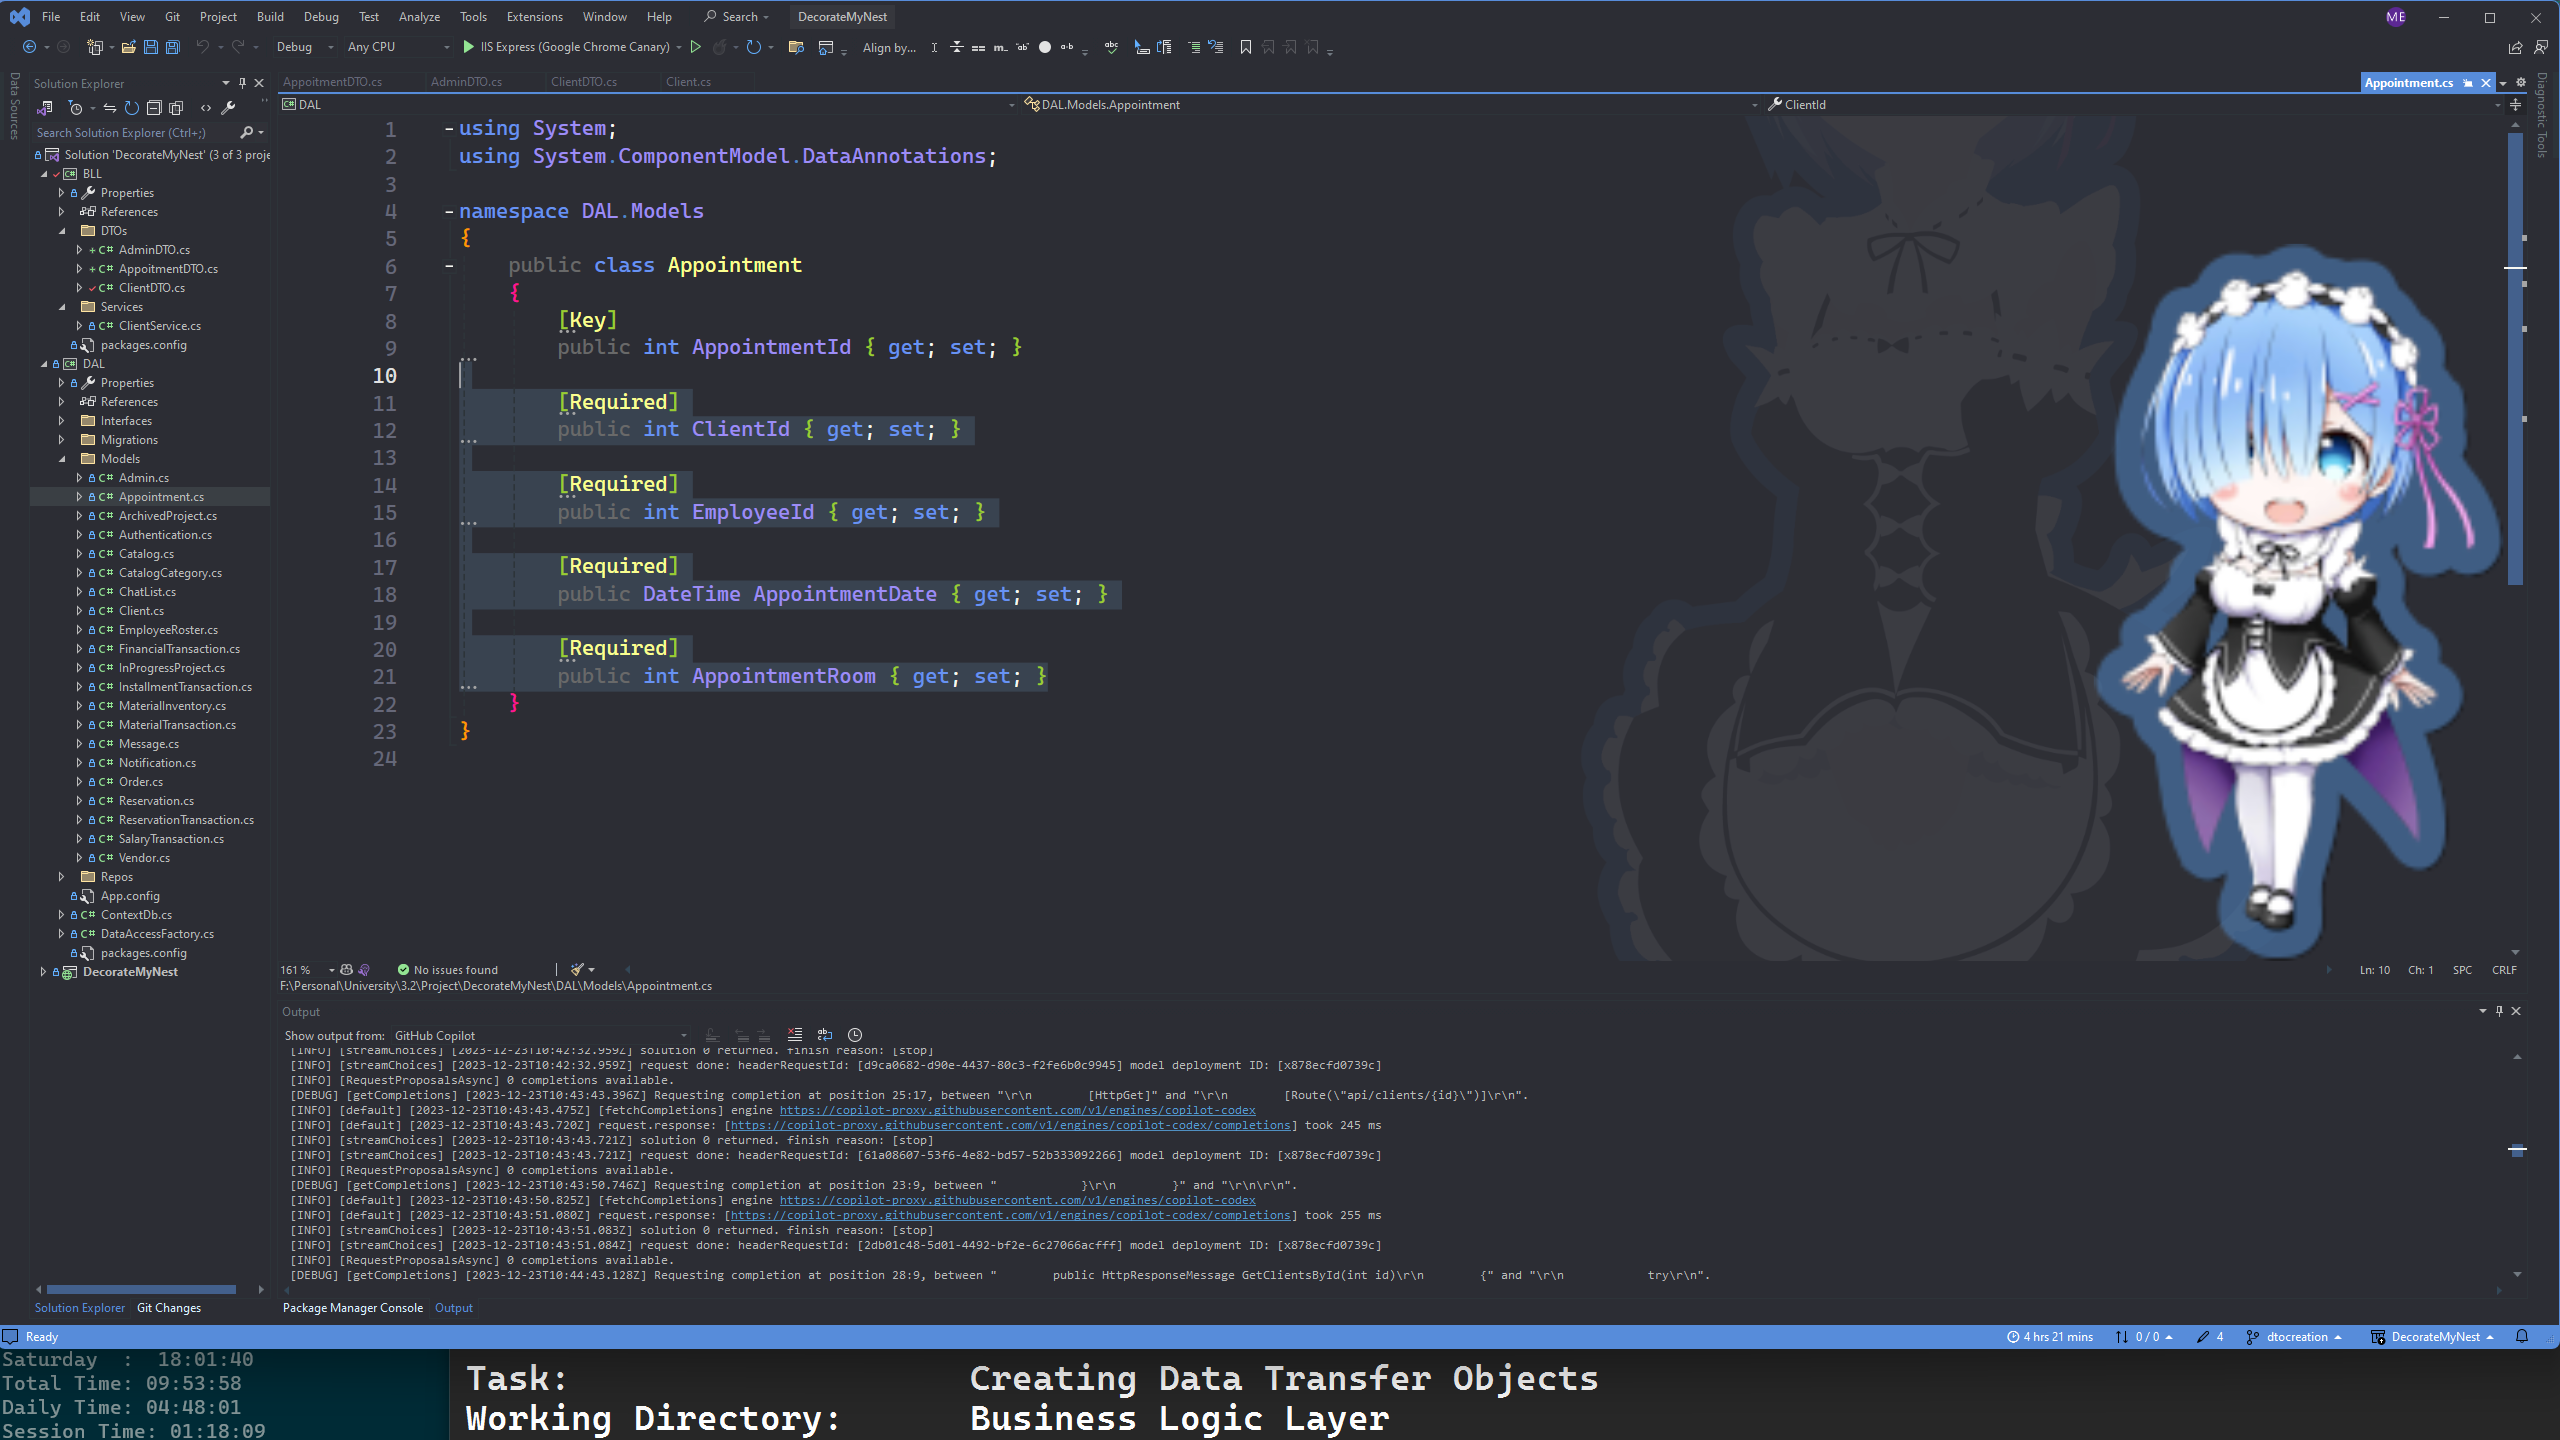 File Edit View Git Project Build Debug Test Analyze Tools Extensions Window Help Search DecorateMyNest ME
Debug Any CPU IIS Express (Google Chrome Canary) Align by...
Data Sources
Solution Explorer
Search Solution Explorer (Ctrl+;)
Solution 'DecorateMyNest' (3 of 3 proje
BLL
Properties
References
DTOs
AdminDTO.cs
AppoitmentDTO.cs
ClientDTO.cs
Services
ClientService.cs
packages.config
DAL
Properties
References
Interfaces
Migrations
Models
Admin.cs
Appointment.cs
ArchivedProject.cs
Authentication.cs
Catalog.cs
CatalogCategory.cs
ChatList.cs
Client.cs
EmployeeRoster.cs
FinancialTransaction.cs
InProgressProject.cs
InstallmentTransaction.cs
MaterialInventory.cs
MaterialTransaction.cs
Message.cs
Notification.cs
Order.cs
Reservation.cs
ReservationTransaction.cs
SalaryTransaction.cs
Vendor.cs
Repos
App.config
ContextDb.cs
DataAccessFactory.cs
packages.config
DecorateMyNest
Solution Explorer Git Changes
AppoitmentDTO.cs AdminDTO.cs ClientDTO.cs Client.cs Appointment.cs
DAL DAL.Models.Appointment ClientId
Diagnostic Tools
1 using System;
2 using System.ComponentModel.DataAnnotations;
3
4 namespace DAL.Models
5 {
6 public class Appointment
7 {
8 [Key]
9 public int AppointmentId { get; set; }
10
11 [Required]
12 public int ClientId { get; set; }
13
14 [Required]
15 public int EmployeeId { get; set; }
16
17 [Required]
18 public DateTime AppointmentDate { get; set; }
19
20 [Required]
21 public int AppointmentRoom { get; set; }
22 }
23 }
24
161 % No issues found Ln: 10 Ch: 1 SPC CRLF
F:\Personal\University\3.2\Project\DecorateMyNest\DAL\Models\Appointment.cs
Output
Show output from: GitHub Copilot
[INFO] [streamChoices] [2023-12-23T10:42:32.959Z] solution 0 returned. finish reason: [stop]
[INFO] [streamChoices] [2023-12-23T10:42:32.959Z] request done: headerRequestId: [d9ca0682-d90e-4437-80c3-f2fe6b0c9945] model deployment ID: [x878ecfd0739c]
[INFO] [RequestProposalsAsync] 0 completions available.
[DEBUG] [getCompletions] [2023-12-23T10:43:43.396Z] Requesting completion at position 25:17, between "\r\n [HttpGet]" and "\r\n [Route(\"api/clients/{id}\")]\r\n".
[INFO] [default] [2023-12-23T10:43:43.475Z] [fetchCompletions] engine https://copilot-proxy.githubusercontent.com/v1/engines/copilot-codex
[INFO] [default] [2023-12-23T10:43:43.720Z] request.response: [https://copilot-proxy.githubusercontent.com/v1/engines/copilot-codex/completions] took 245 ms
[INFO] [streamChoices] [2023-12-23T10:43:43.721Z] solution 0 returned. finish reason: [stop]
[INFO] [streamChoices] [2023-12-23T10:43:43.721Z] request done: headerRequestId: [61a08607-53f6-4e82-bd57-52b333092266] model deployment ID: [x878ecfd0739c]
[INFO] [RequestProposalsAsync] 0 completions available.
[DEBUG] [getCompletions] [2023-12-23T10:43:50.746Z] Requesting completion at position 23:9, between " }\r\n }" and "\r\n\r\n".
[INFO] [default] [2023-12-23T10:43:50.825Z] [fetchCompletions] engine https://copilot-proxy.githubusercontent.com/v1/engines/copilot-codex
[INFO] [default] [2023-12-23T10:43:51.080Z] request.response: [https://copilot-proxy.githubusercontent.com/v1/engines/copilot-codex/completions] took 255 ms
[INFO] [streamChoices] [2023-12-23T10:43:51.083Z] solution 0 returned. finish reason: [stop]
[INFO] [streamChoices] [2023-12-23T10:43:51.084Z] request done: headerRequestId: [2db01c48-5d01-4492-bf2e-6c27066acfff] model deployment ID: [x878ecfd0739c]
[INFO] [RequestProposalsAsync] 0 completions available.
[DEBUG] [getCompletions] [2023-12-23T10:44:43.128Z] Requesting completion at position 28:9, between " public HttpResponseMessage GetClientsById(int id)\r\n {" and "\r\n try\r\n".
Package Manager Console Output
Ready 4 hrs 21 mins 0 / 0 4 dtocreation DecorateMyNest
Saturday : 18:01:40
Total Time: 09:53:58
Daily Time: 04:48:01
Session Time: 01:18:09
Task: Creating Data Transfer Objects
Working Directory: Business Logic Layer